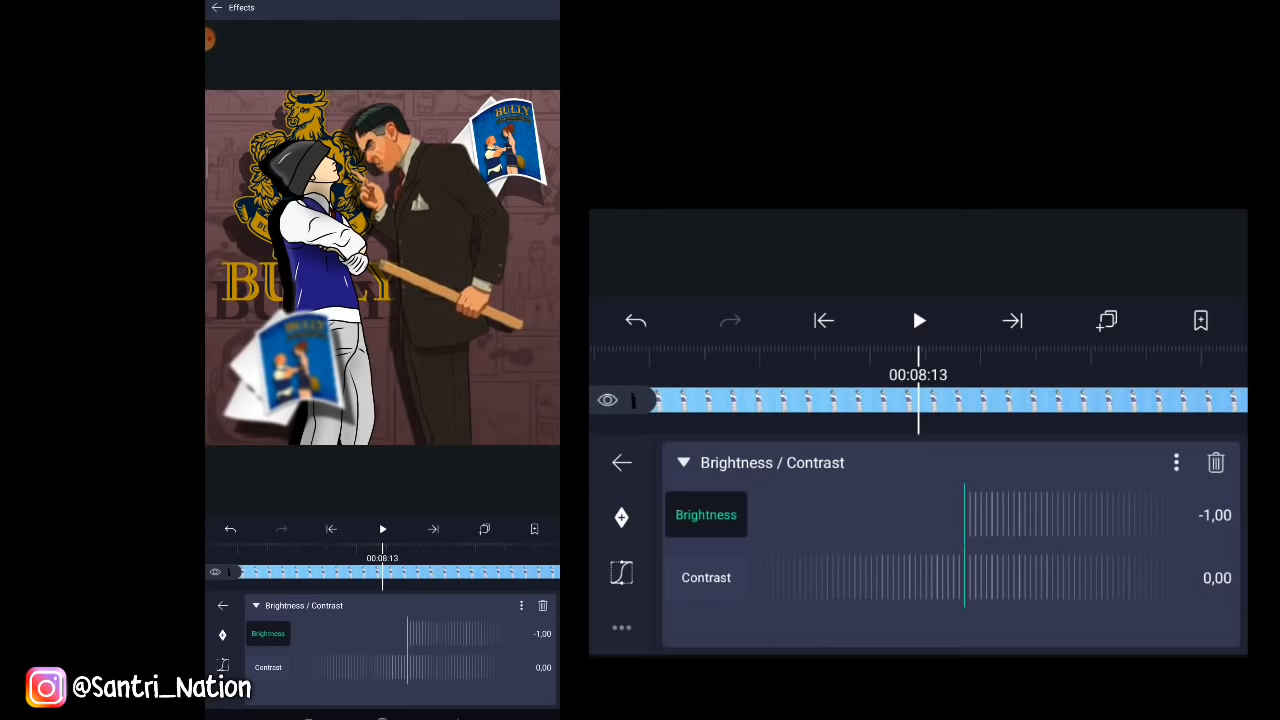 Effects
BULLY
BULLY
BULLY
00:08:13
Brightness / Contrast
Brightness
-1,00
Contrast
0,00
00:08:13
Brightness / Contrast
Brightness
-1,00
Contrast
0,00
@Santri_Nation